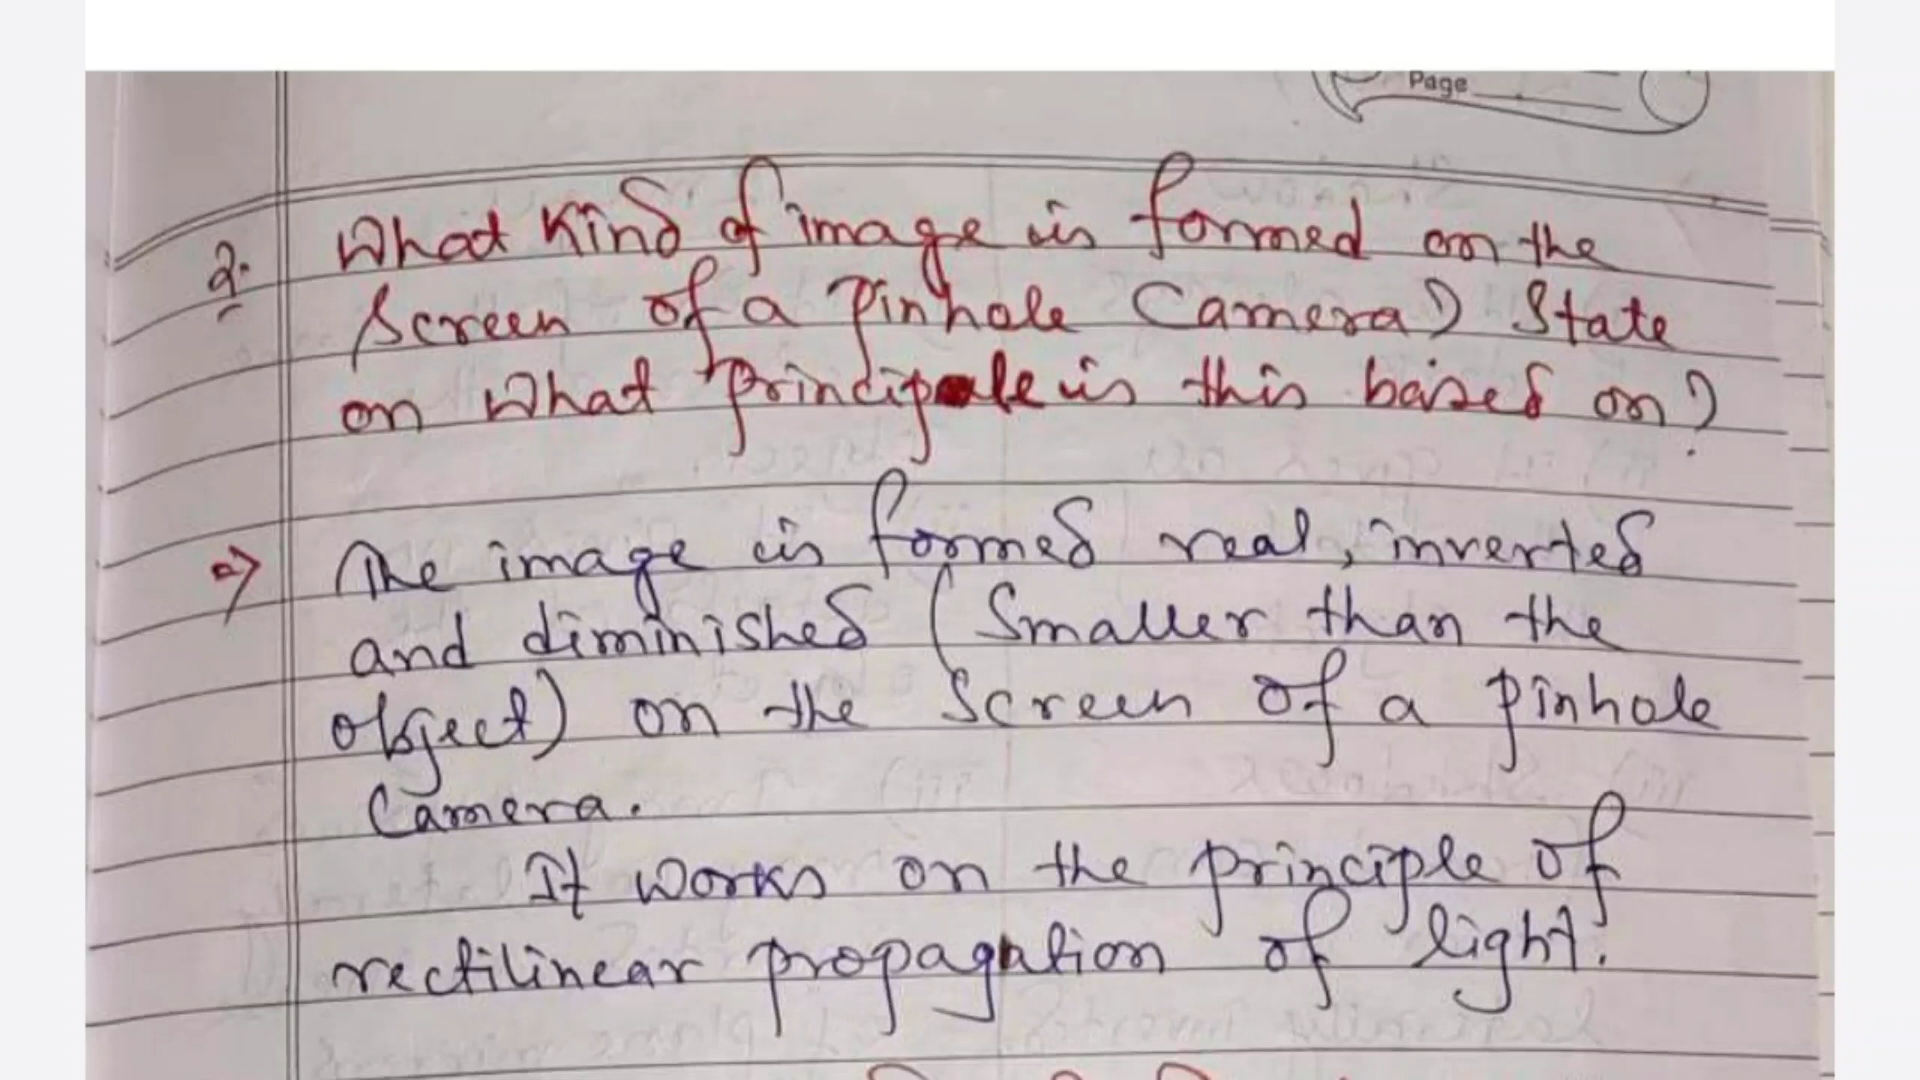 Page
2. What kind of image is formed on the
screen of a pinhole camera? State
on what principle is this based on?
=> The image is formed real, inverted
and diminished (smaller than the
object) on the screen of a pinhole
camera.
It works on the principle of
rectilinear propagation of light.